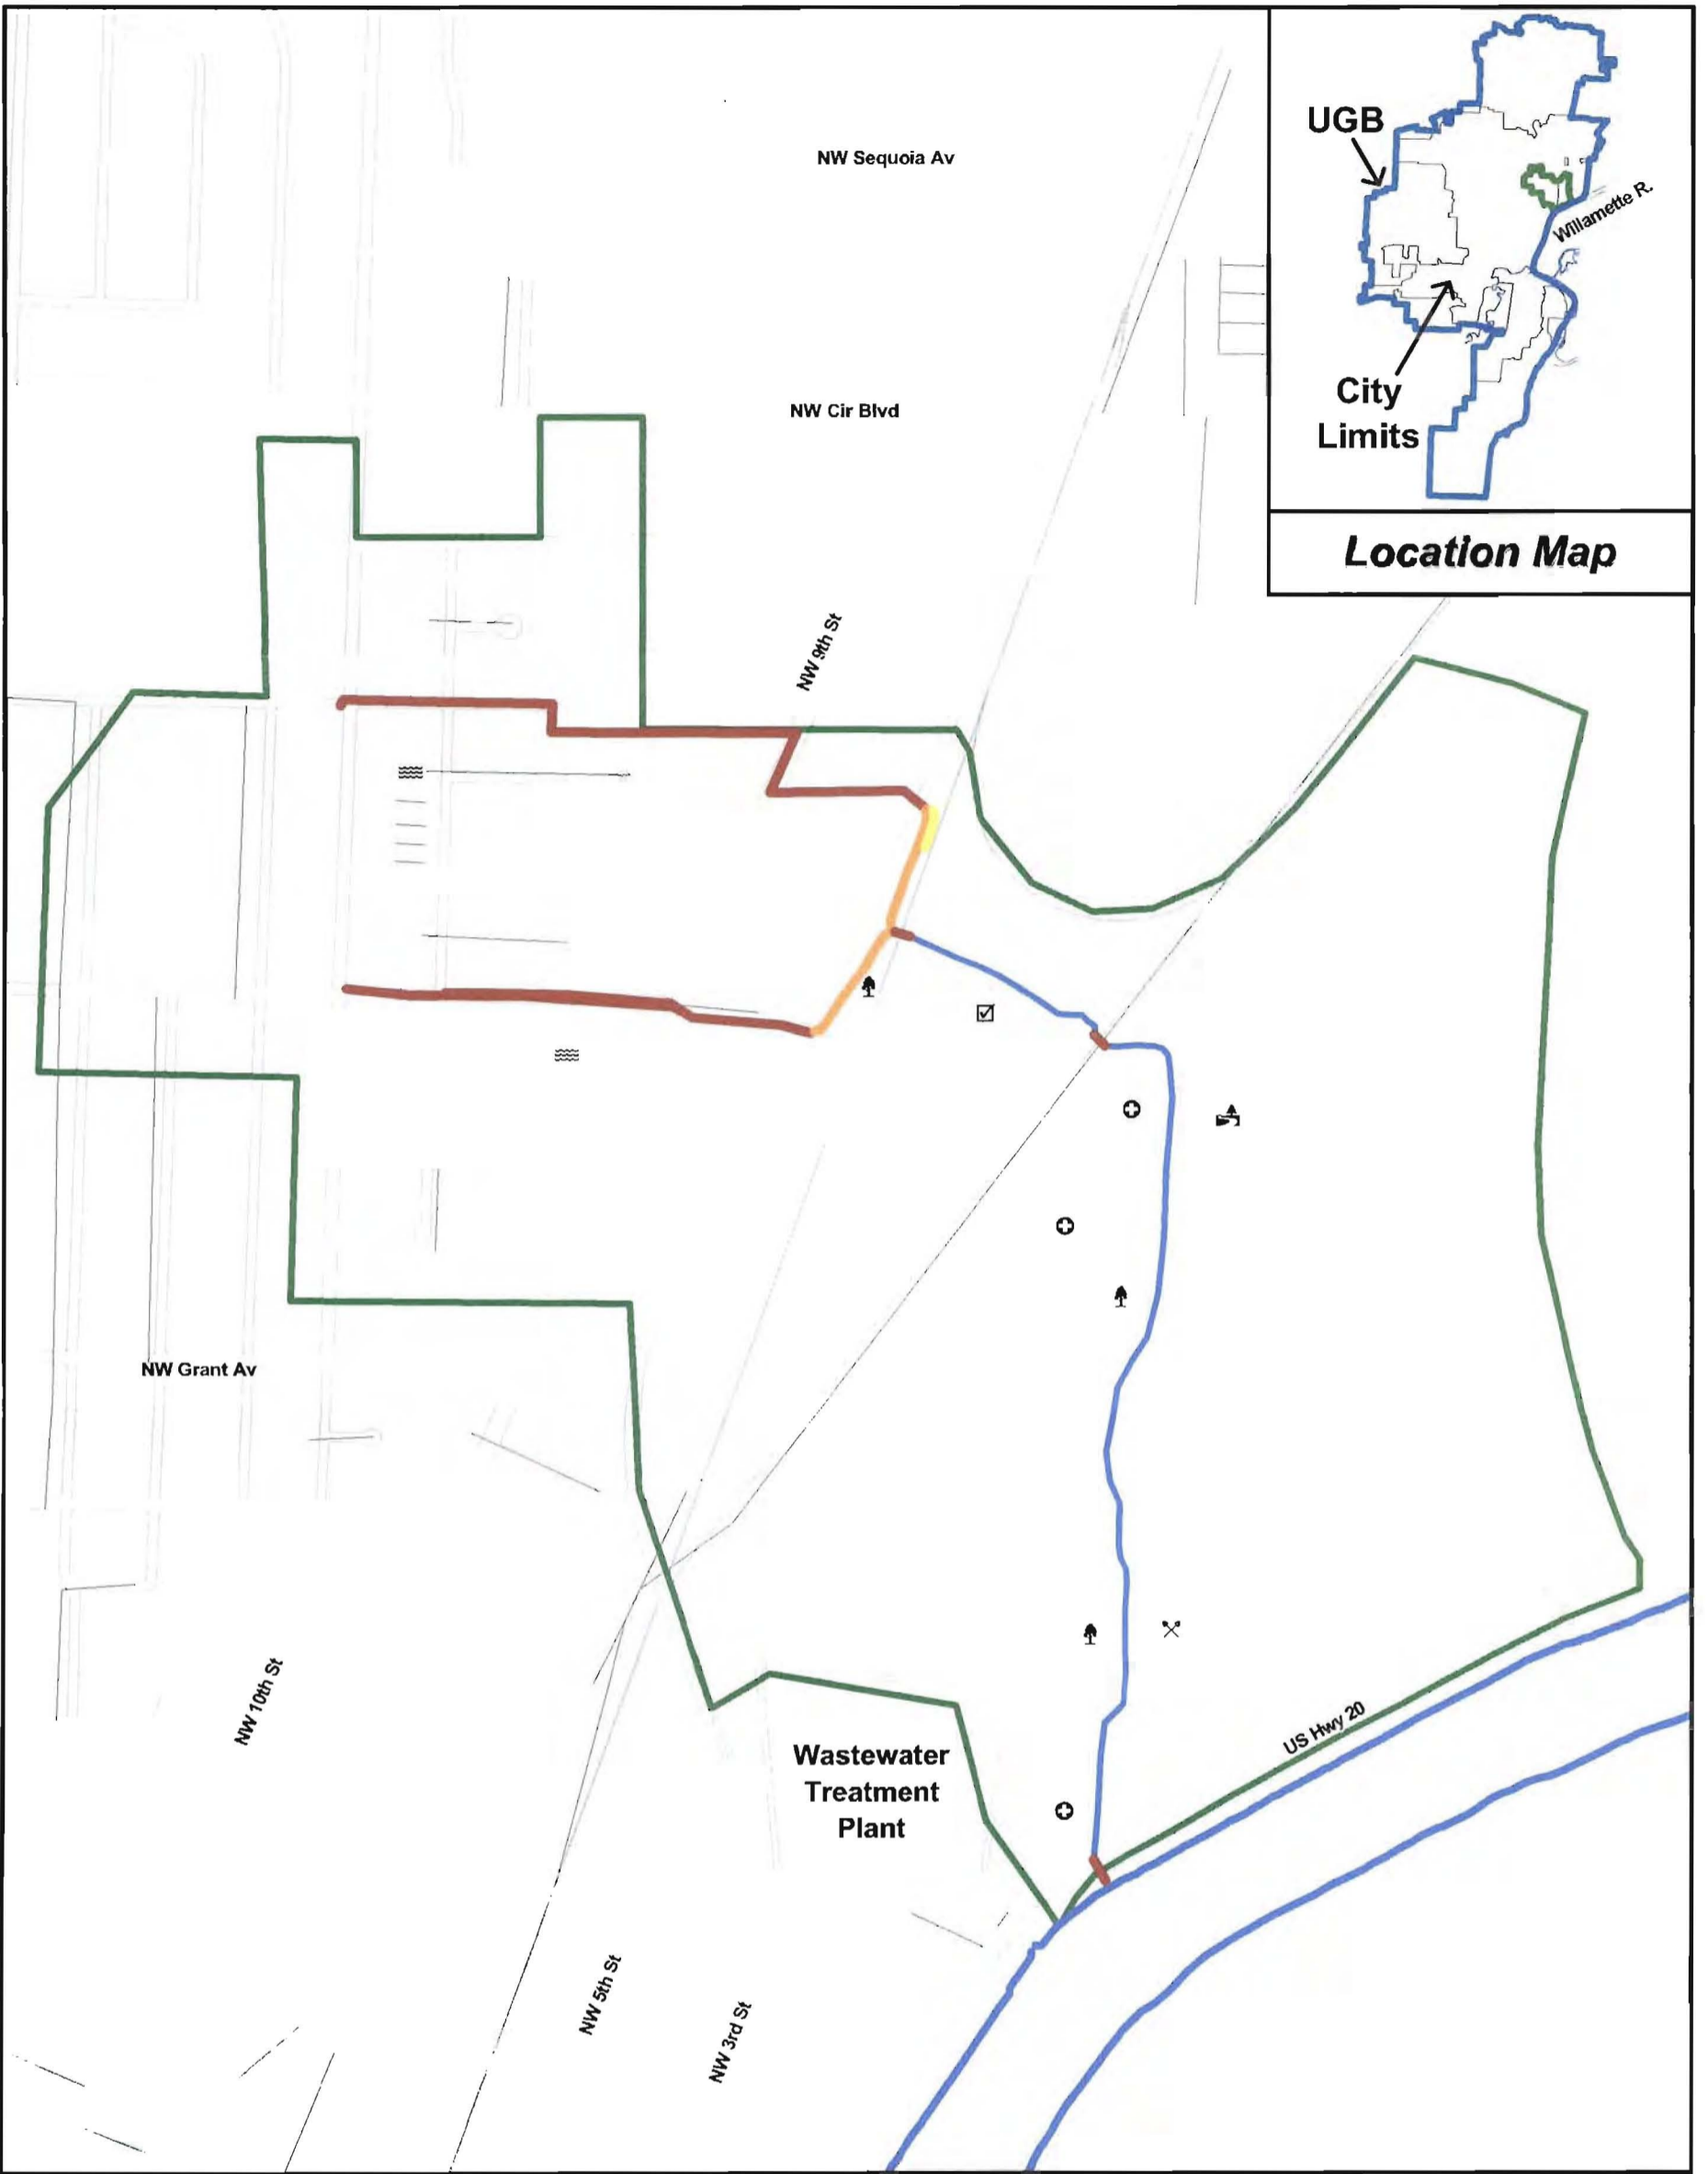 UGB
Willamette R.
City
Limits
Location Map
NW Sequoia Av
NW Cir Blvd
NW 9th St
NW Grant Av
NW 10th St
US Hwy 20
Wastewater
Treatment
Plant
NW 5th St
NW 3rd St